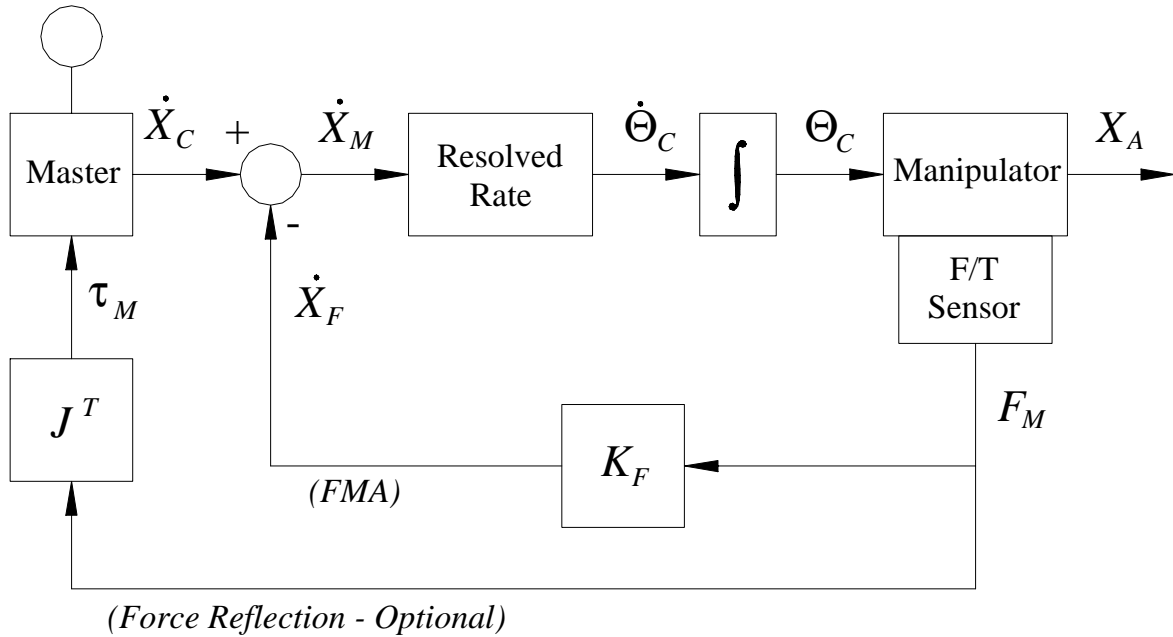 Ẋ_C
+
Ẋ_M
Θ̇_C
Θ_C
X_A
Master
Resolved
Rate
∫
Manipulator
-
F/T
Sensor
τ_M
Ẋ_F
J^T
F_M
K_F
(FMA)
(Force Reflection - Optional)